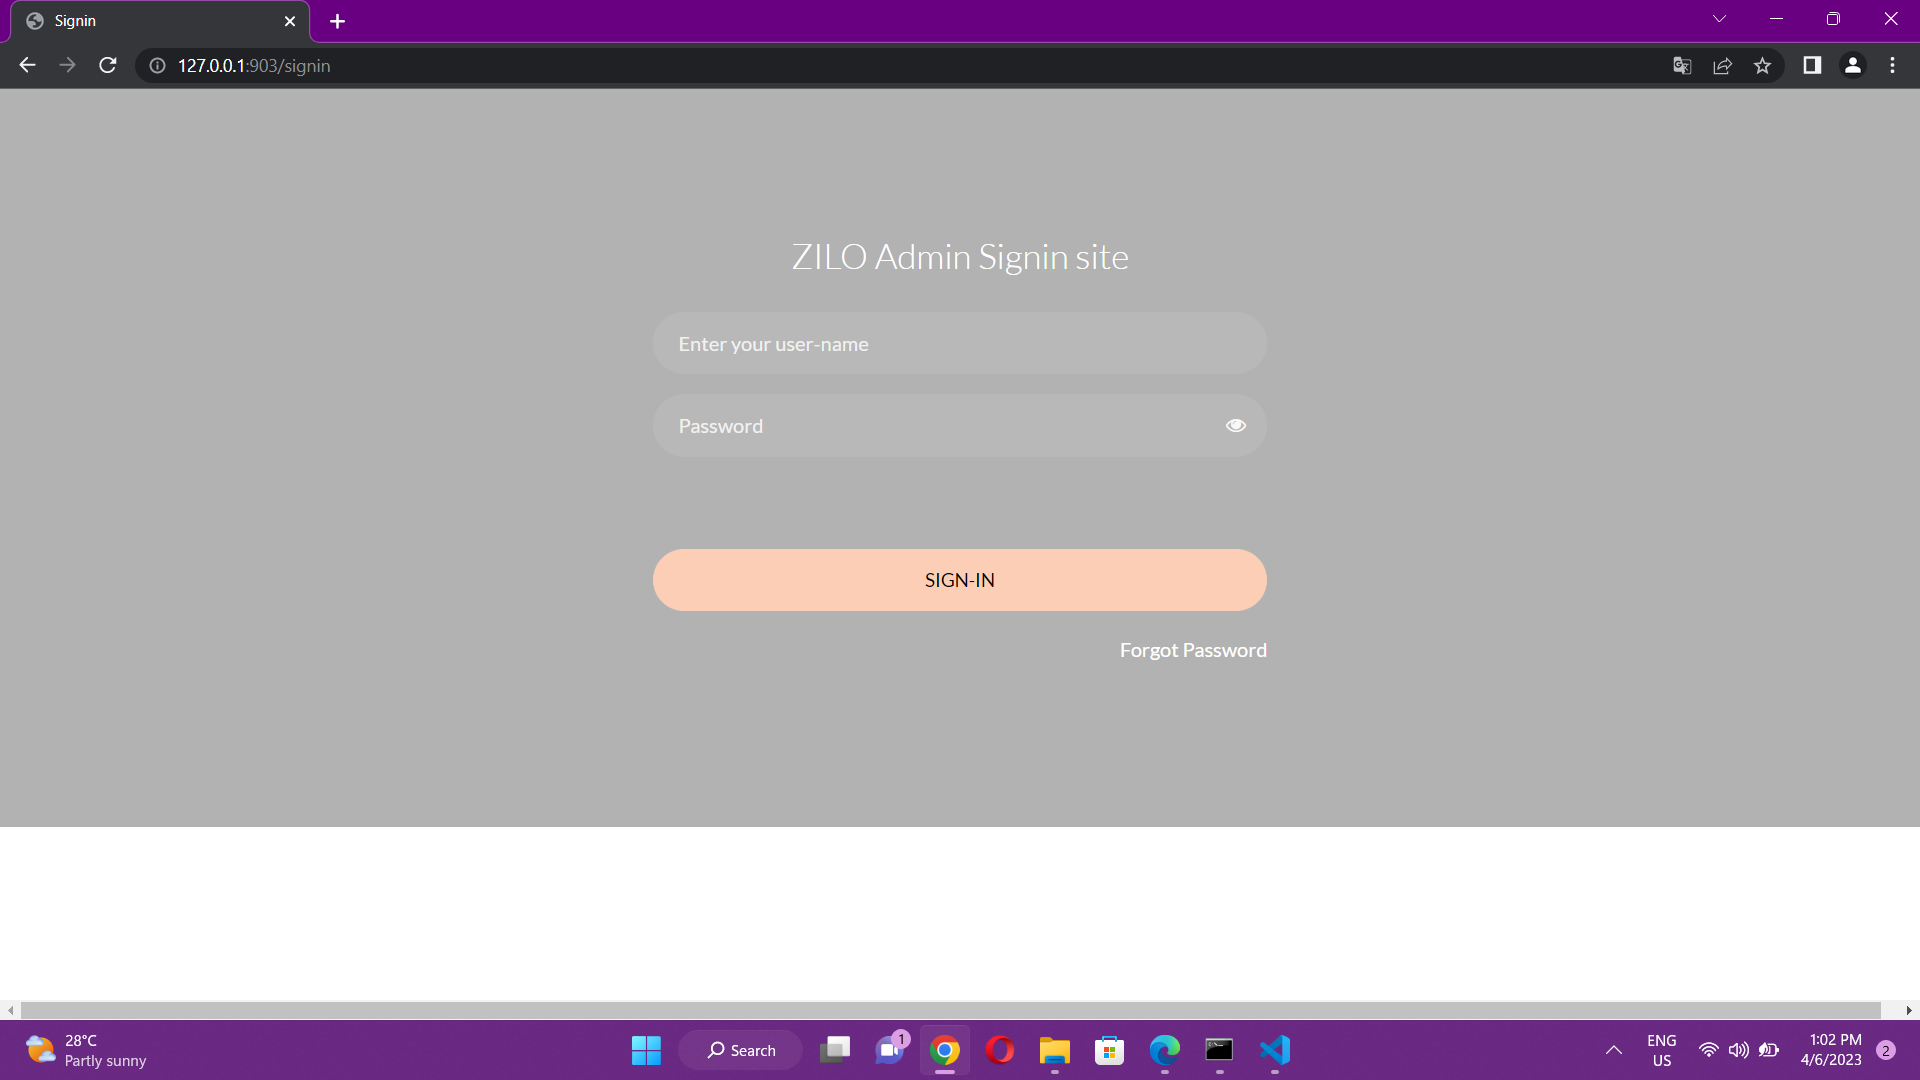 Signin
127.0.0.1:903/signin
ZILO Admin Signin site
Enter your user-name
Password
SIGN-IN
Forgot Password
28°C
Partly sunny
Search
1
ENG
US
1:02 PM
4/6/2023
2